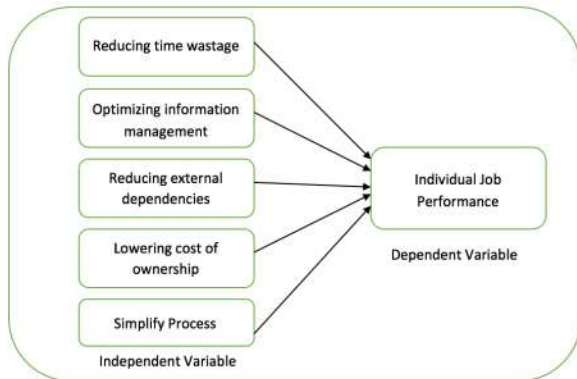 Reducing time wastage
Optimizing information
management
Reducing external
dependencies
Lowering cost of
ownership
Simplify Process
Independent Variable
Individual Job
Performance
Dependent Variable